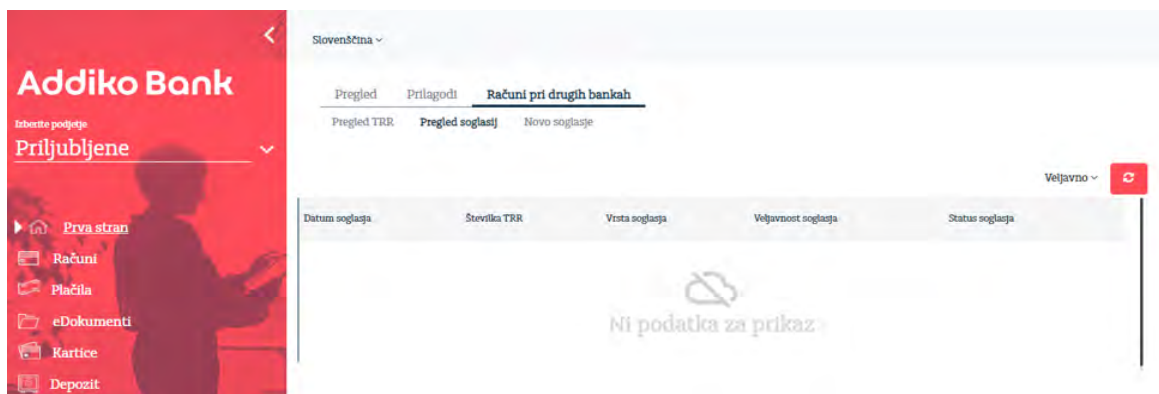 Addiko Bank
Izberite podjetje
Priljubljene
Prva stran
Računi
Plačila
eDokumenti
Kartice
Depozit
Slovenščina
Pregled Prilagodi Računi pri drugih bankah
Pregled TRR Pregled soglasij Novo soglasje
Veljavno
Datum soglasja Številka TRR Vrsta soglasja Veljavnost soglasja Status soglasja
Ni podatka za prikaz